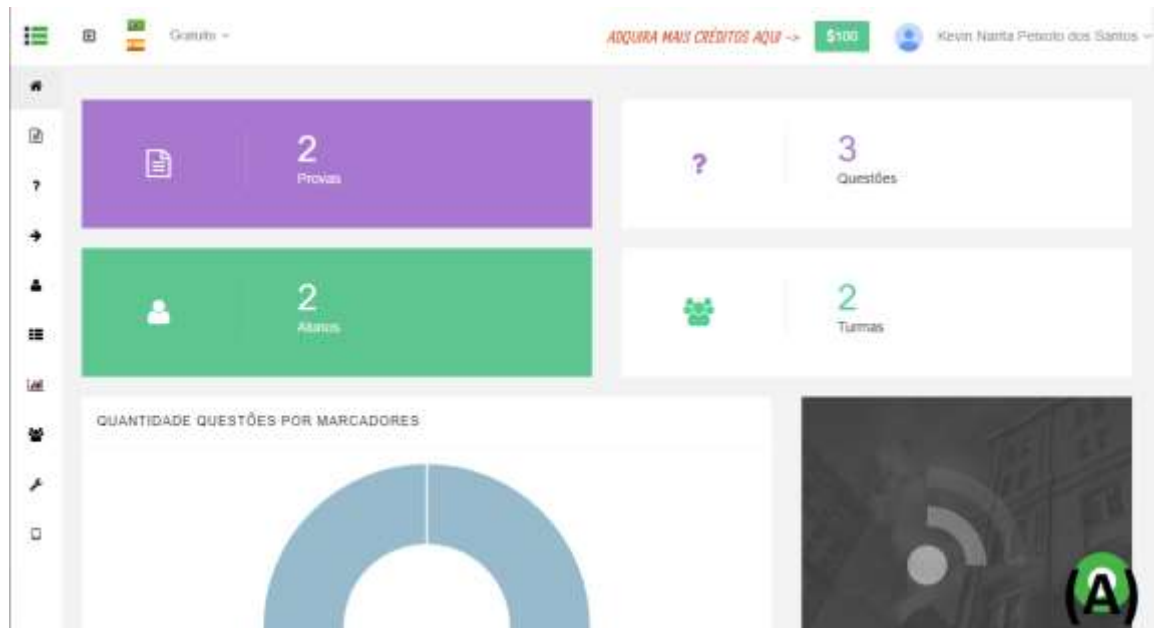 Gratuito
ADQUIRA MAIS CRÉDITOS AQUI ->
$100
Kevin Narita Peixoto dos Santos
2
Provas
?
3
Questões
?
2
Alunos
2
Turmas
QUANTIDADE QUESTÕES POR MARCADORES
(A)